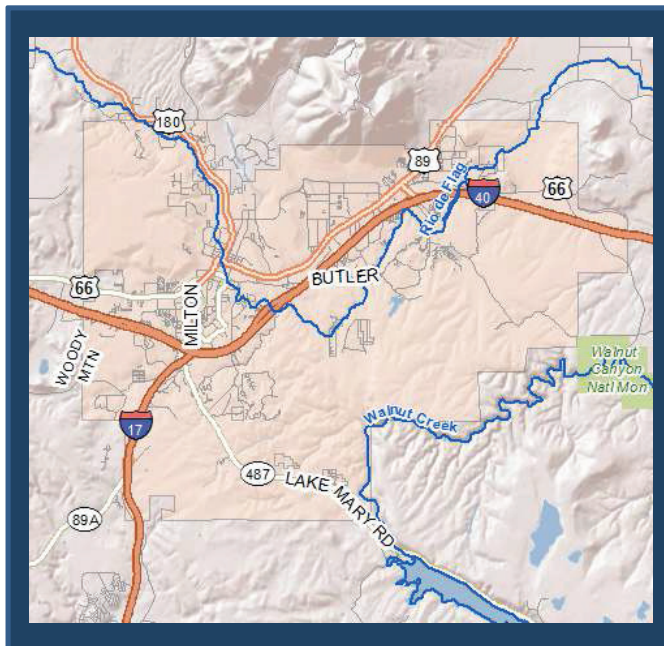 180
89
66
40
Rio de Flag
BUTLER
66
MILTON
WOODY
MTN
Walnut
Canyon
Natl Mon
Walnut Creek
17
487
LAKE MARY RD
89A